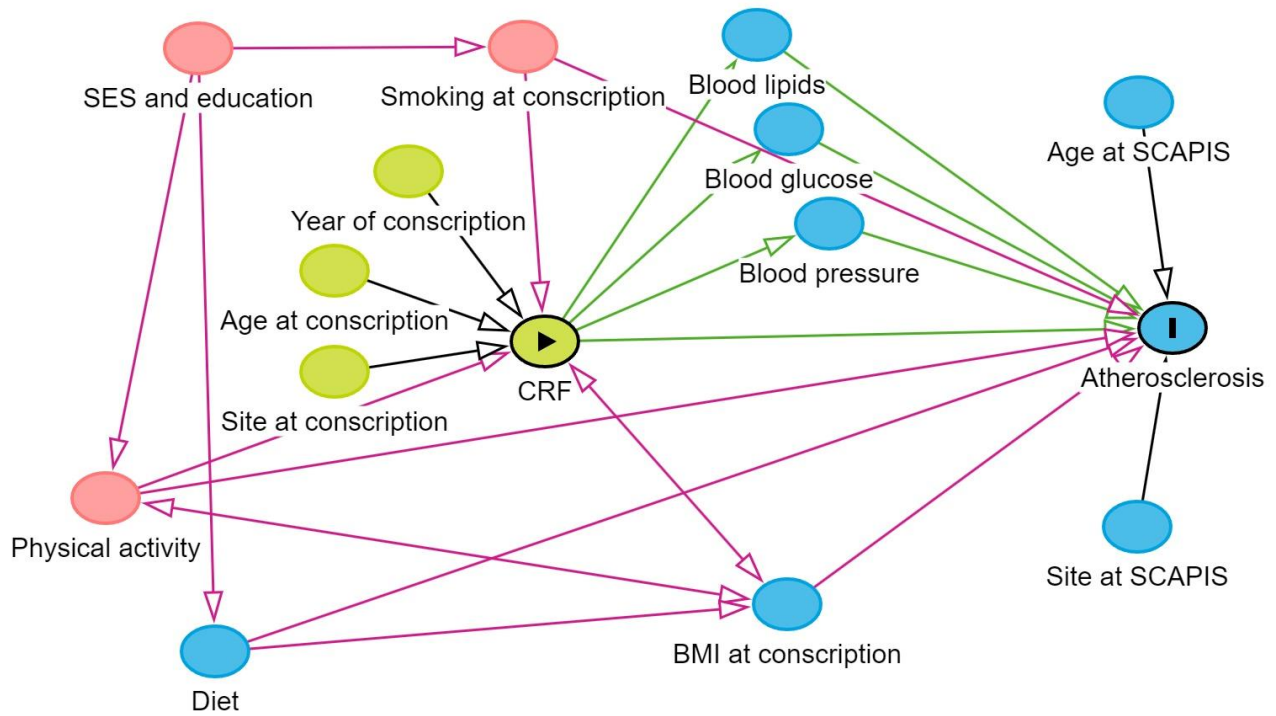 SES and education
Smoking at conscription
Blood lipids
Age at SCAPIS
Blood glucose
Year of conscription
Blood pressure
Age at conscription
CRF
Atherosclerosis
Site at conscription
Physical activity
Site at SCAPIS
BMI at conscription
Diet